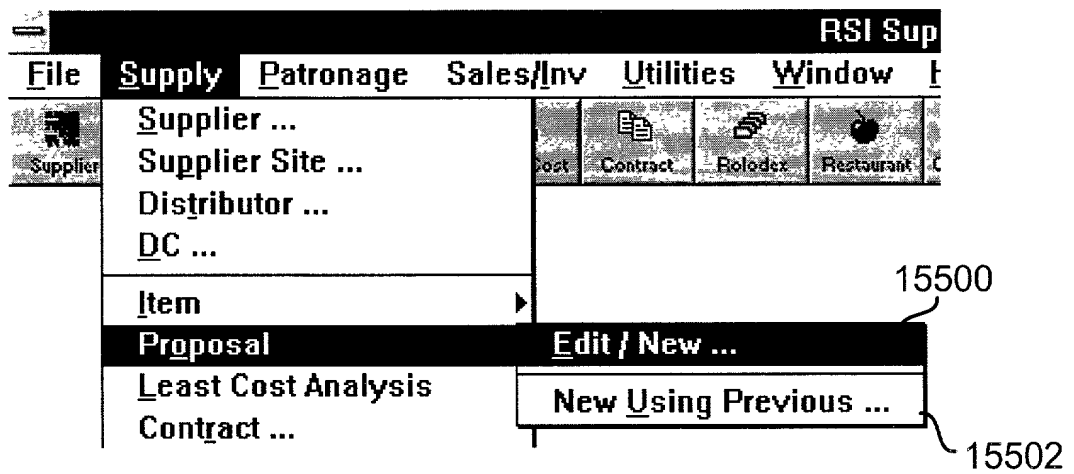 RSI Sup
File Supply Patronage Sales/Inv Utilities Window
Supplier Cost Contract Rolodex Restaurant
Supplier ...
Supplier Site ...
Distributor ...
DC ...
15500
Item
Proposal Edit / New ...
Least Cost Analysis
New Using Previous ...
Contract ...
15502